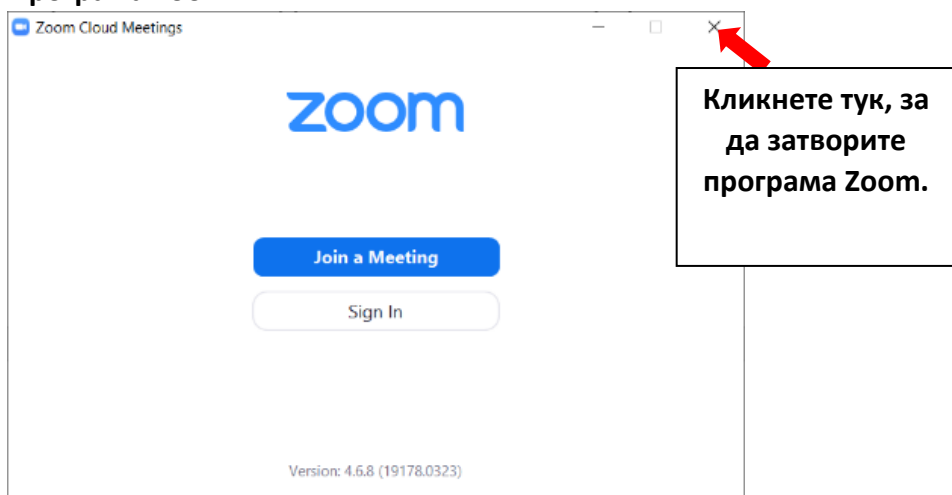 Zoom Cloud Meetings
zoom
Кликнете тук, за
да затворите
програма Zoom.
Join a Meeting
Sign In
Version: 4.6.8 (19178.0323)